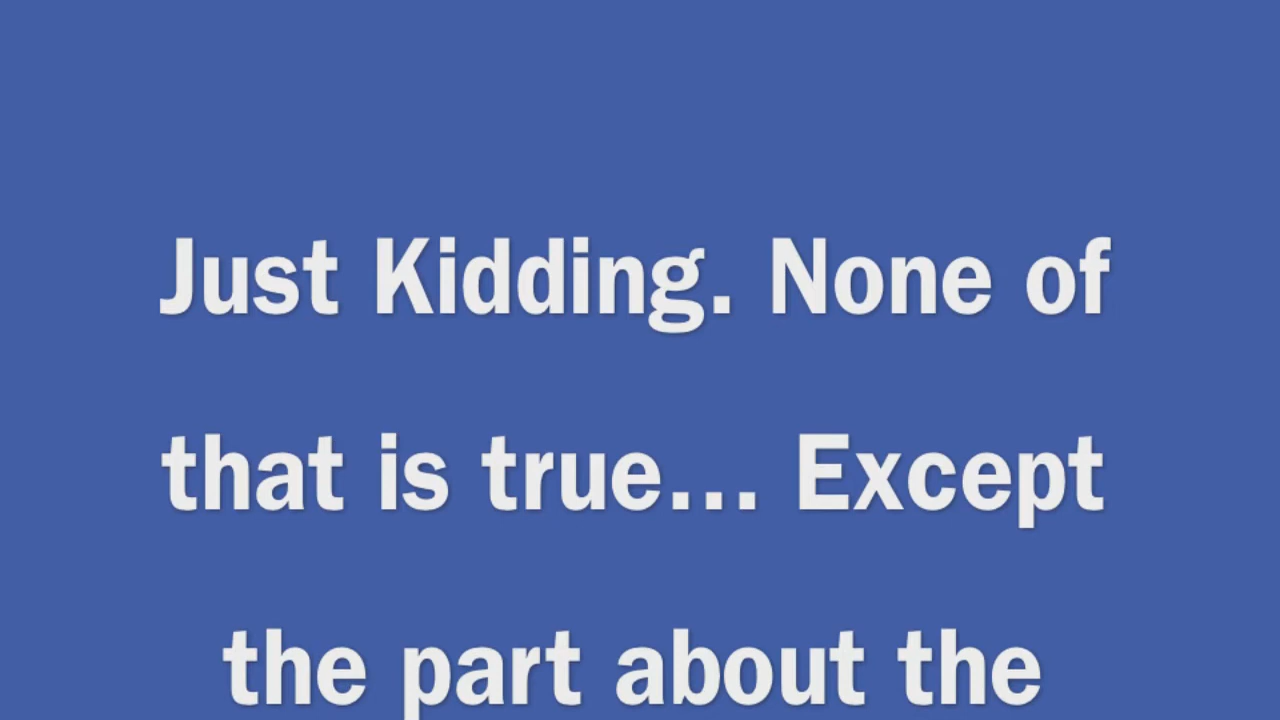 Just Kidding. None of
that is true... Except
the part about the